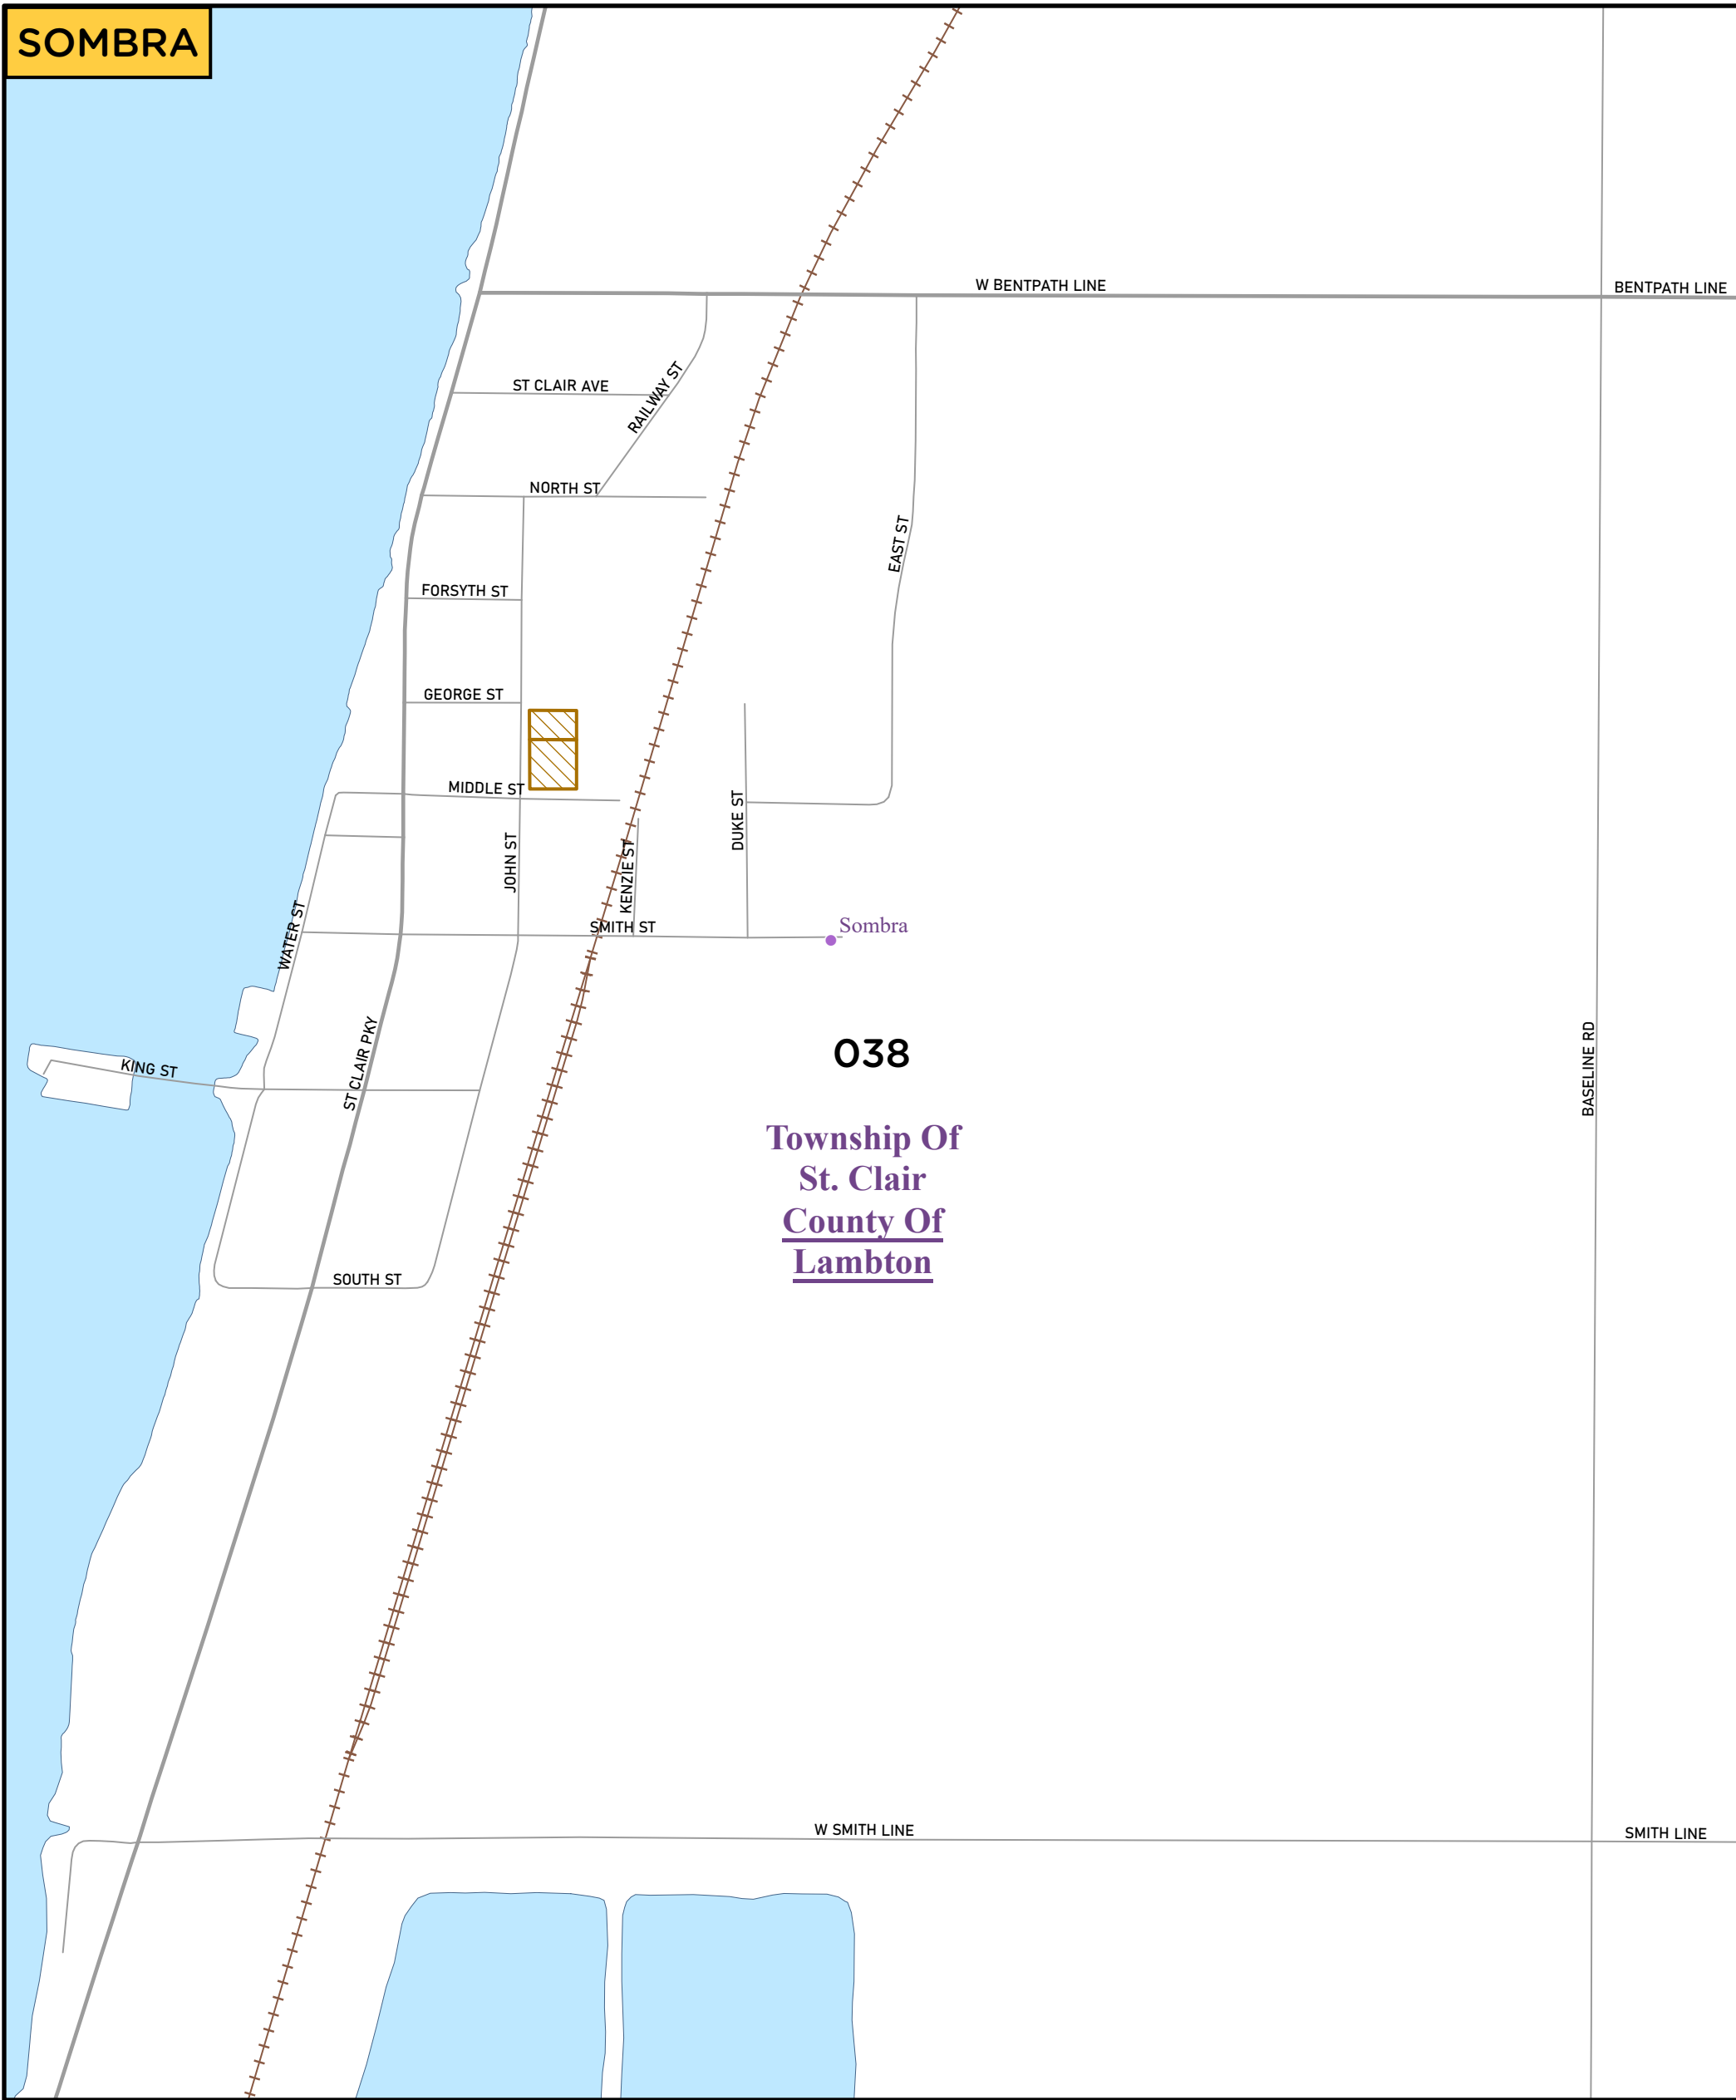 SOMBRA
W BENTPATH LINE
BENTPATH LINE
ST CLAIR AVE
RAILWAY ST
NORTH ST
EAST ST
FORSYTH ST
GEORGE ST
MIDDLE ST
DUKE ST
JOHN ST
KENZIE ST
WATER ST
SMITH ST
Sombra
ST CLAIR PKY
KING ST
038
BASELINE RD
Township Of
St. Clair
County Of
Lambton
SOUTH ST
W SMITH LINE
SMITH LINE